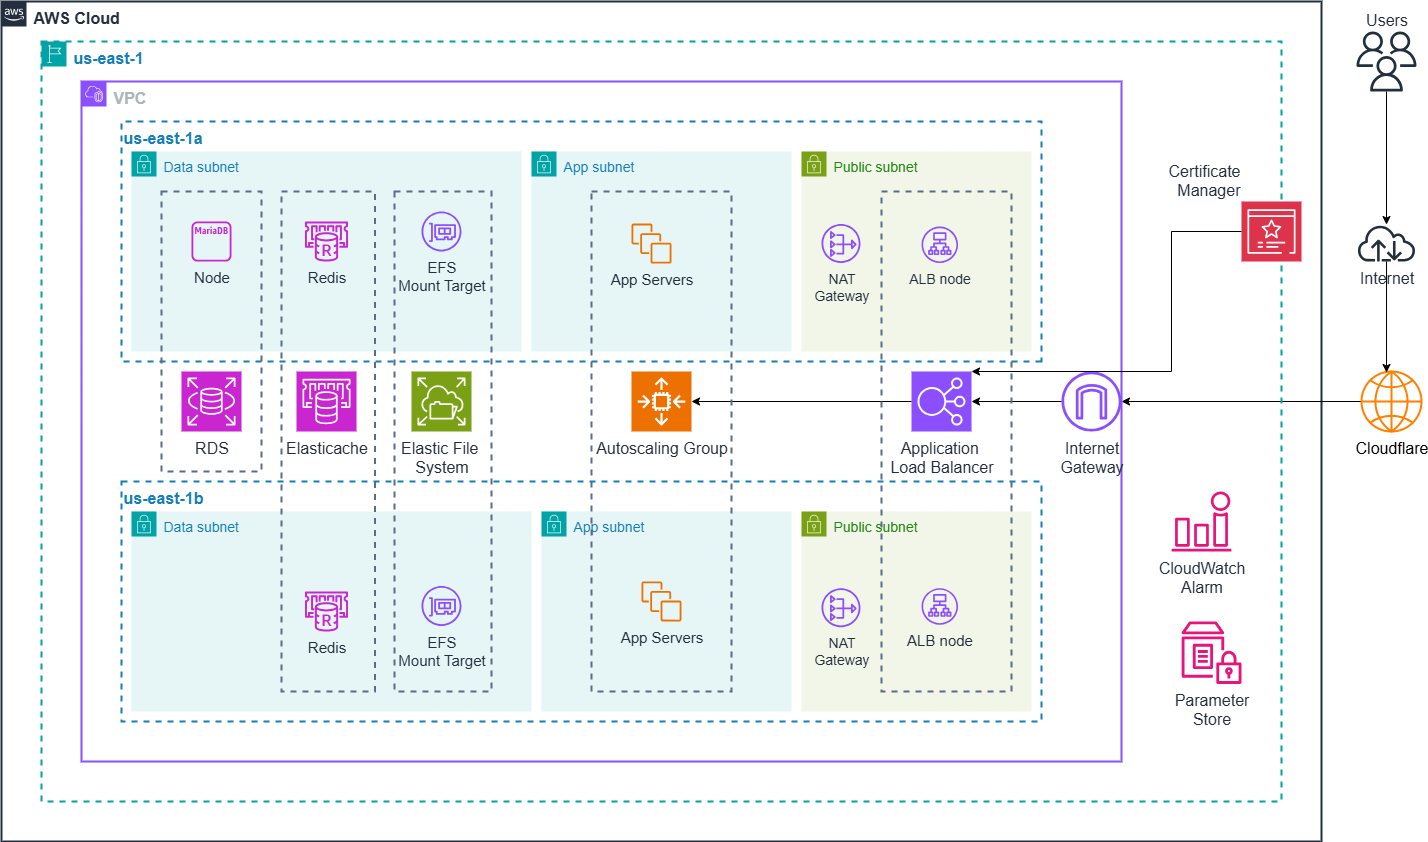 aws
AWS Cloud
Users
us-east-1
VPC
us-east-1a
Data subnet
App subnet
Public subnet
Certificate
Manager
MariaDB
Node
R
Redis
EFS
Mount Target
App Servers
NAT
Gateway
ALB node
Internet
RDS
Elasticache
Elastic File
System
Autoscaling Group
Application
Load Balancer
Internet
Gateway
Cloudflare
us-east-1b
Data subnet
App subnet
Public subnet
CloudWatch
Alarm
R
Redis
EFS
Mount Target
App Servers
NAT
Gateway
ALB node
Parameter
Store